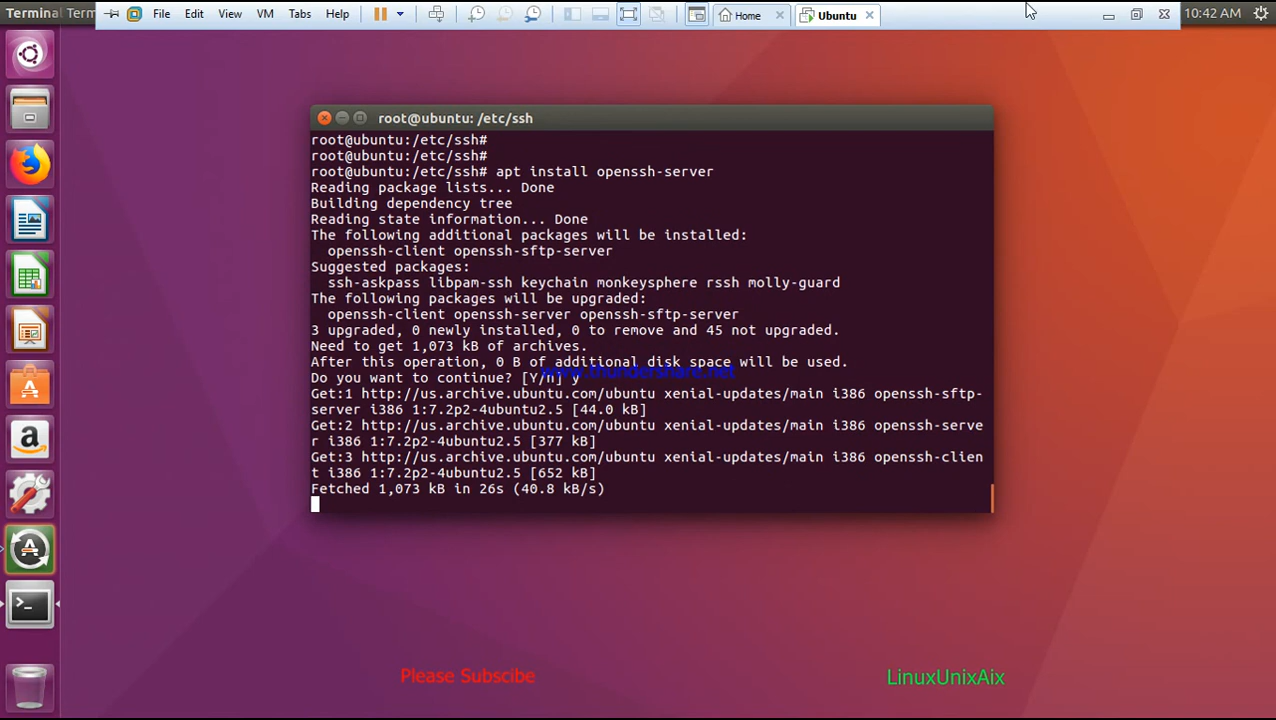 Terminal Term
File Edit View VM Tabs Help
Home
Ubuntu
10:42 AM
root@ubuntu: /etc/ssh
root@ubuntu:/etc/ssh#
root@ubuntu:/etc/ssh#
root@ubuntu:/etc/ssh# apt install openssh-server
Reading package lists... Done
Building dependency tree
Reading state information... Done
The following additional packages will be installed:
openssh-client openssh-sftp-server
Suggested packages:
ssh-askpass libpam-ssh keychain monkeysphere rssh molly-guard
The following packages will be upgraded:
openssh-client openssh-server openssh-sftp-server
3 upgraded, 0 newly installed, 0 to remove and 45 not upgraded.
Need to get 1,073 kB of archives.
After this operation, 0 B of additional disk space will be used.
www.thundershare.net
Do you want to continue? [Y/n] y
Get:1 http://us.archive.ubuntu.com/ubuntu xenial-updates/main i386 openssh-sftp-
server i386 1:7.2p2-4ubuntu2.5 [44.0 kB]
Get:2 http://us.archive.ubuntu.com/ubuntu xenial-updates/main i386 openssh-serve
r i386 1:7.2p2-4ubuntu2.5 [377 kB]
Get:3 http://us.archive.ubuntu.com/ubuntu xenial-updates/main i386 openssh-clien
t i386 1:7.2p2-4ubuntu2.5 [652 kB]
Fetched 1,073 kB in 26s (40.8 kB/s)
Please Subscibe
LinuxUnixAix